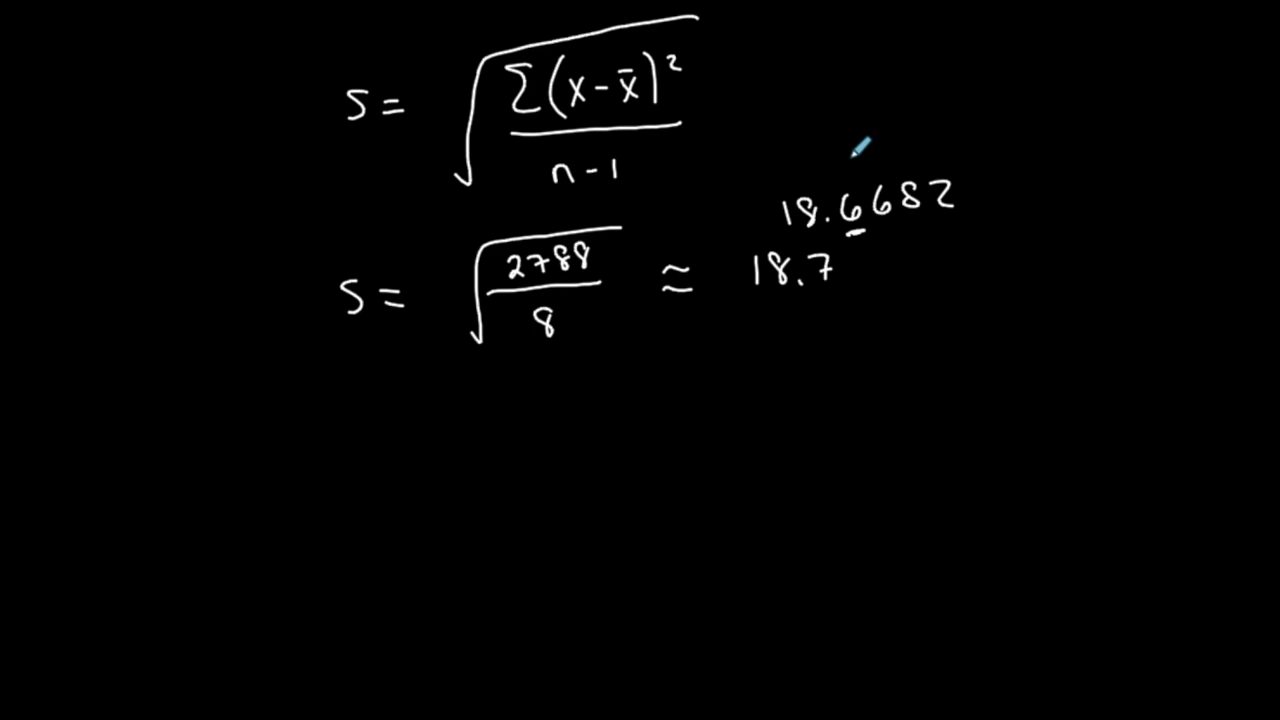 s = √(Σ(x-x̄)² / n-1)
18.6682
s = √(2788 / 8) ≈ 18.7